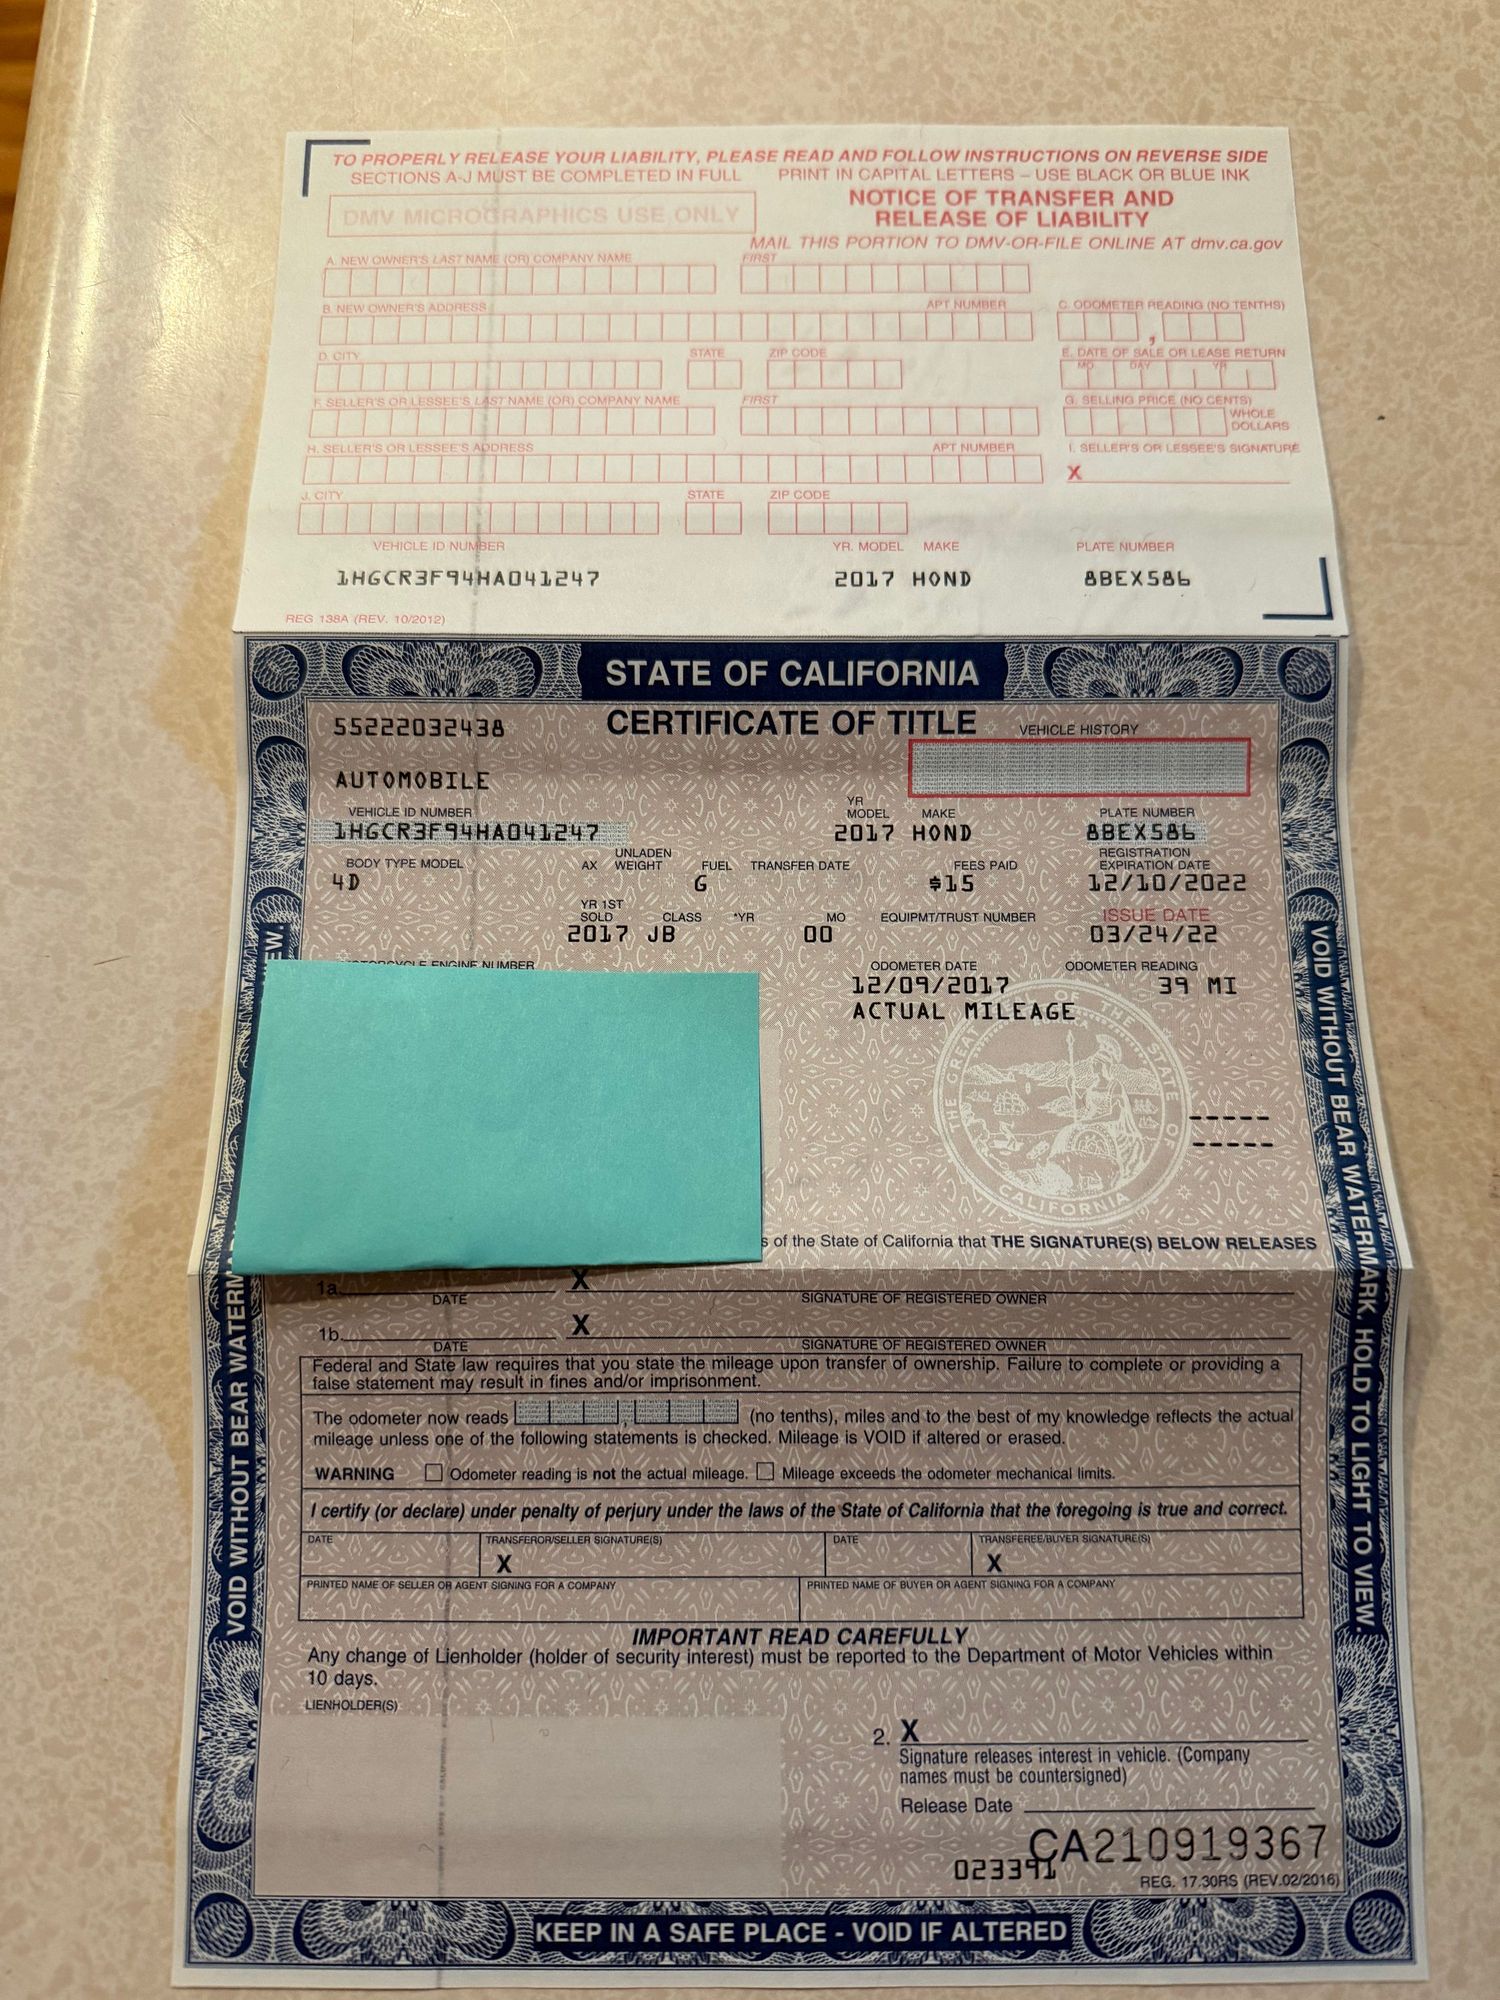 TO PROPERLY RELEASE YOUR LIABILITY, PLEASE READ AND FOLLOW INSTRUCTIONS ON REVERSE SIDE
SECTIONS A-J MUST BE COMPLETED IN FULL PRINT IN CAPITAL LETTERS – USE BLACK OR BLUE INK
DMV MICROGRAPHICS USE ONLY
NOTICE OF TRANSFER AND
RELEASE OF LIABILITY
MAIL THIS PORTION TO DMV-OR-FILE ONLINE AT dmv.ca.gov
A. NEW OWNER'S LAST NAME (OR) COMPANY NAME FIRST
B. NEW OWNER'S ADDRESS APT NUMBER C. ODOMETER READING (NO TENTHS)
,
D. CITY STATE ZIP CODE E. DATE OF SALE OR LEASE RETURN
MO DAY YR
F. SELLER'S OR LESSEE'S LAST NAME (OR) COMPANY NAME FIRST G. SELLING PRICE (NO CENTS)
WHOLE
DOLLARS
H. SELLER'S OR LESSEE'S ADDRESS APT NUMBER I. SELLER'S OR LESSEE'S SIGNATURE
X
J. CITY STATE ZIP CODE
VEHICLE ID NUMBER YR. MODEL MAKE PLATE NUMBER
1HGCR3F94HA041247 2017 HOND 8BEX586
REG 138A (REV. 10/2012)
STATE OF CALIFORNIA
CERTIFICATE OF TITLE
55222032438
VEHICLE HISTORY
AUTOMOBILE
VEHICLE ID NUMBER YR MODEL MAKE PLATE NUMBER
1HGCR3F94HA041247 2017 HOND 8BEX586
BODY TYPE MODEL AX UNLADEN WEIGHT FUEL TRANSFER DATE FEES PAID REGISTRATION EXPIRATION DATE
4D G $15 12/10/2022
YR 1ST SOLD CLASS *YR MO EQUIPMT/TRUST NUMBER ISSUE DATE
2017 JB 00 03/24/22
MOTORCYCLE ENGINE NUMBER ODOMETER DATE ODOMETER READING
12/09/2017 39 MI
ACTUAL MILEAGE
THE GREAT SEAL OF THE STATE OF CALIFORNIA
-----
-----
of the State of California that THE SIGNATURE(S) BELOW RELEASES
1a. X
DATE SIGNATURE OF REGISTERED OWNER
1b. X
DATE SIGNATURE OF REGISTERED OWNER
Federal and State law requires that you state the mileage upon transfer of ownership. Failure to complete or providing a
false statement may result in fines and/or imprisonment.
The odometer now reads , (no tenths), miles and to the best of my knowledge reflects the actual
mileage unless one of the following statements is checked. Mileage is VOID if altered or erased.
WARNING Odometer reading is not the actual mileage. Mileage exceeds the odometer mechanical limits.
I certify (or declare) under penalty of perjury under the laws of the State of California that the foregoing is true and correct.
DATE TRANSFEROR/SELLER SIGNATURE(S) DATE TRANSFEREE/BUYER SIGNATURE(S)
X X
PRINTED NAME OF SELLER OR AGENT SIGNING FOR A COMPANY PRINTED NAME OF BUYER OR AGENT SIGNING FOR A COMPANY
IMPORTANT READ CAREFULLY
Any change of Lienholder (holder of security interest) must be reported to the Department of Motor Vehicles within
10 days.
LIENHOLDER(S)
2. X
Signature releases interest in vehicle. (Company
names must be countersigned)
Release Date
CA210919367
023391
REG. 17.30RS (REV.02/2016)
KEEP IN A SAFE PLACE - VOID IF ALTERED
VOID WITHOUT BEAR WATERMARK. VIEW.
VOID WITHOUT BEAR WATERMARK. HOLD TO LIGHT TO VIEW.